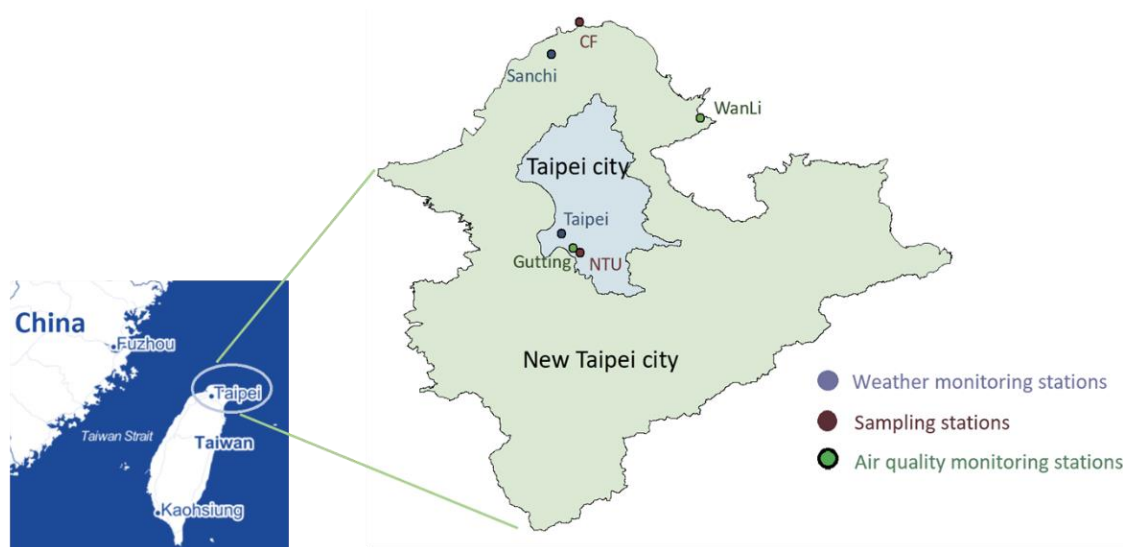 CF
Sanchi
WanLi
Taipei city
Taipei
Gutting
NTU
New Taipei city
China
Fuzhou
Taipei
Taiwan Strait
Taiwan
Kaohsiung
Weather monitoring stations
Sampling stations
Air quality monitoring stations